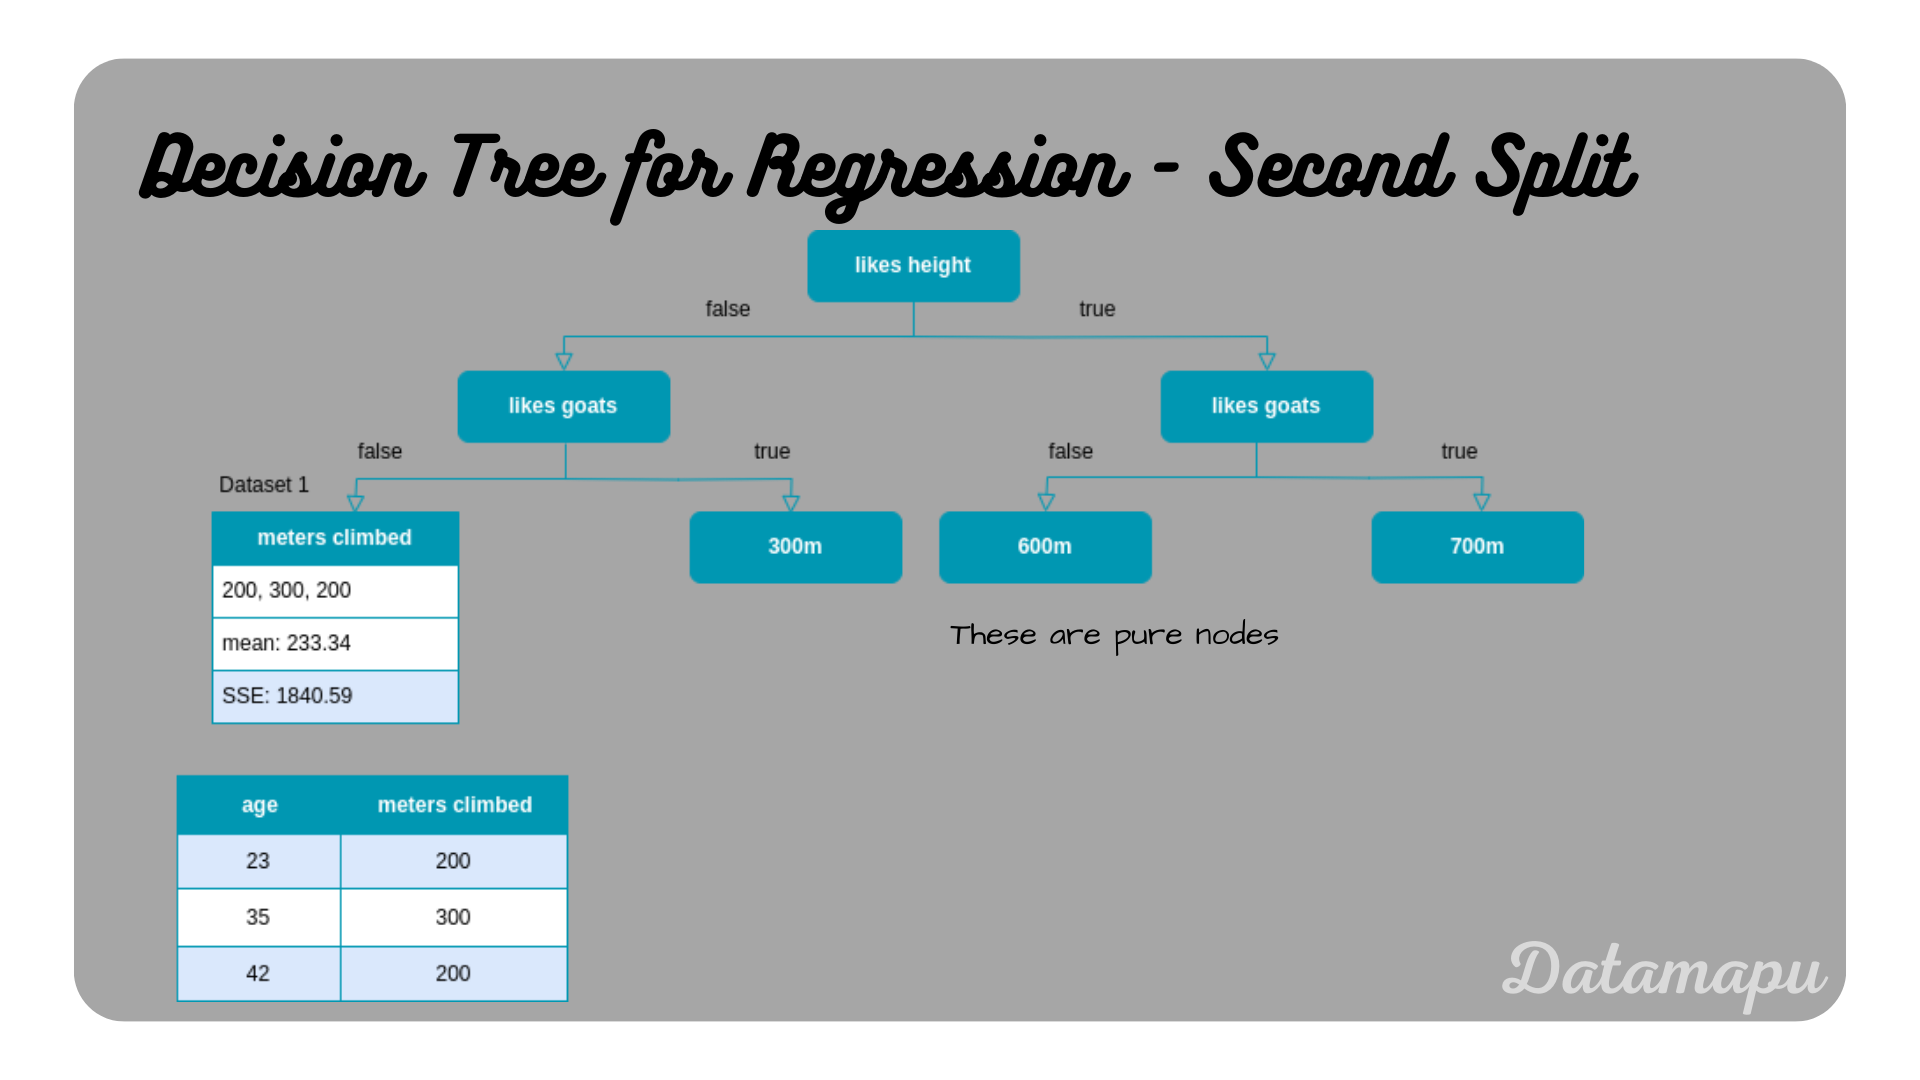 Decision Tree for Regression - Second Split
likes height
false true
likes goats likes goats
false true false true
Dataset 1
meters climbed
300m 600m 700m
200, 300, 200
mean: 233.34
These are pure nodes
SSE: 1840.59
age meters climbed
23 200
35 300
42 200
Datamapu